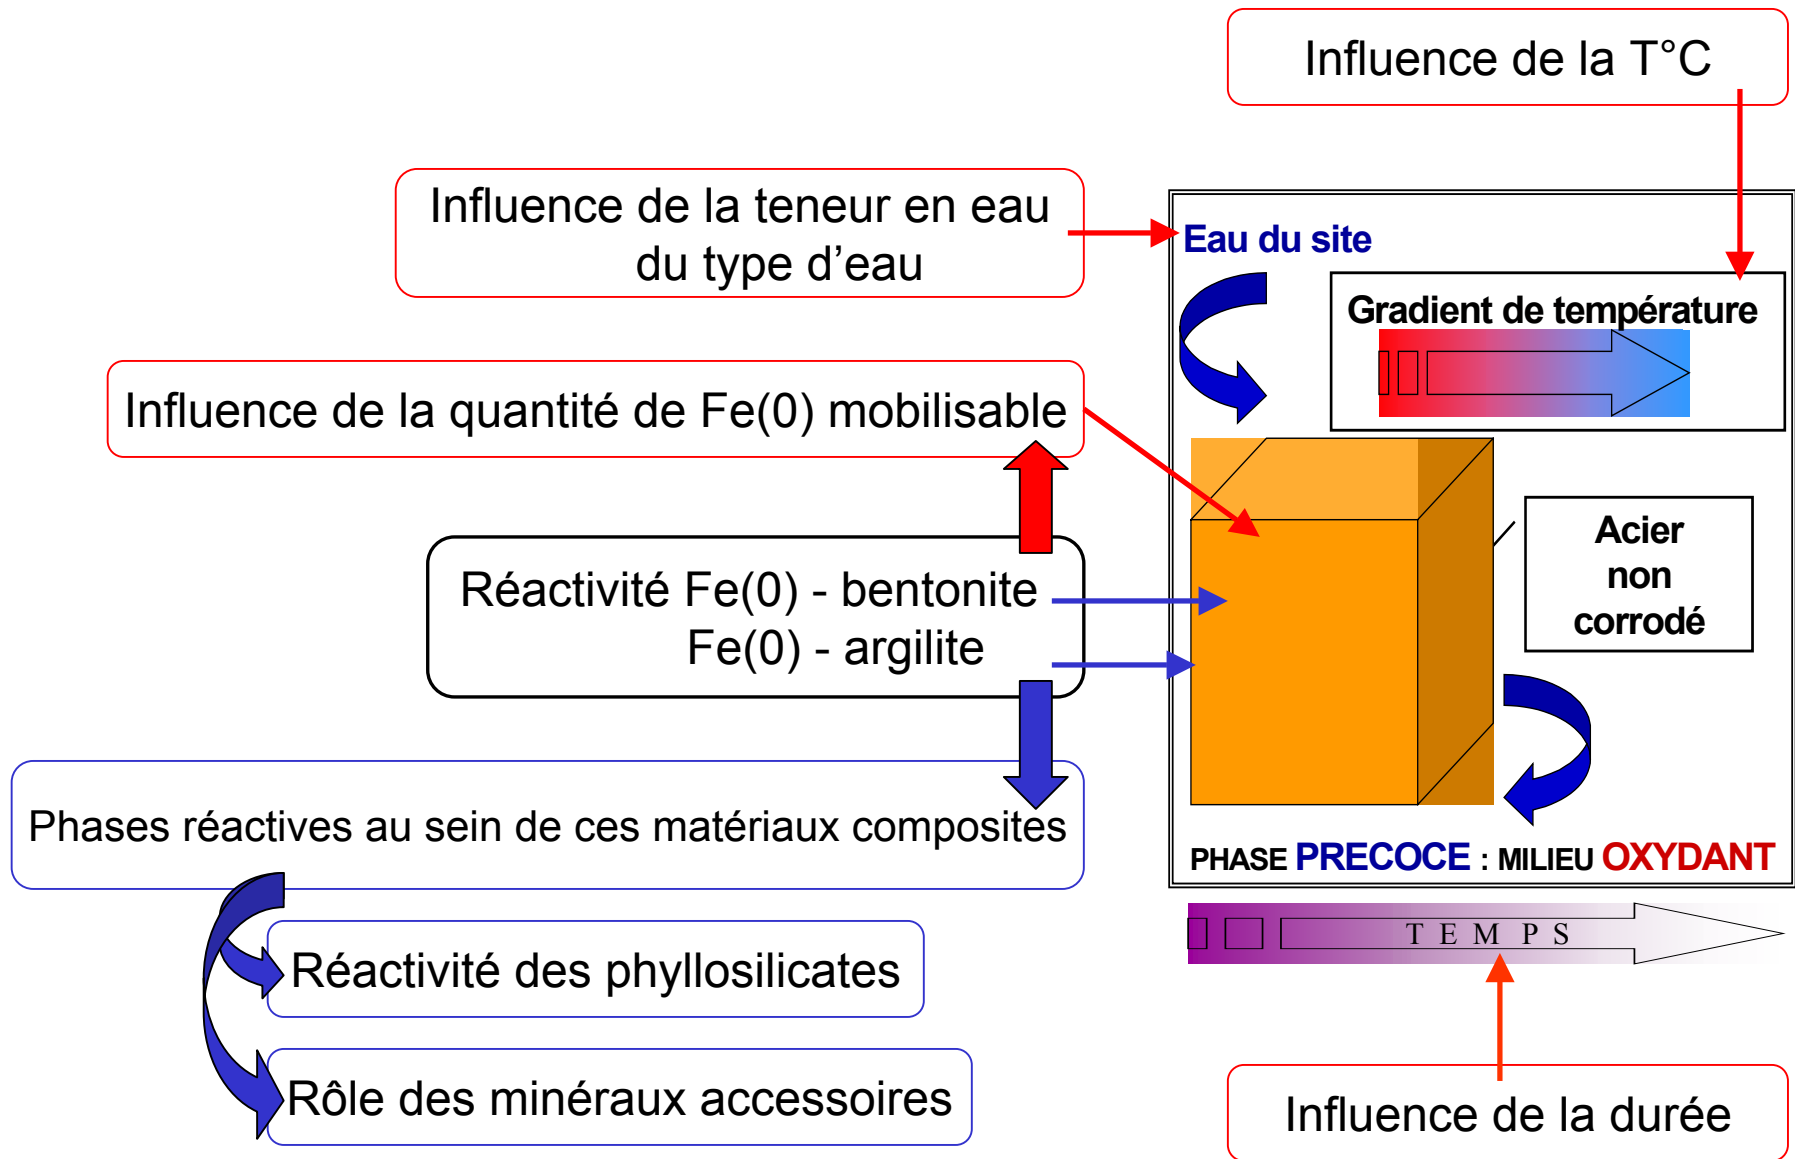 Influence de la T°C
Influence de la teneur en eau
du type d’eau
Eau du site
Gradient de température
Influence de la quantité de Fe(0) mobilisable
Réactivité Fe(0) - bentonite
Fe(0) - argilite
Acier
non
corrodé
Phases réactives au sein de ces matériaux composites
PHASE PRECOCE : MILIEU OXYDANT
T E M P S
Réactivité des phyllosilicates
Rôle des minéraux accessoires
Influence de la durée